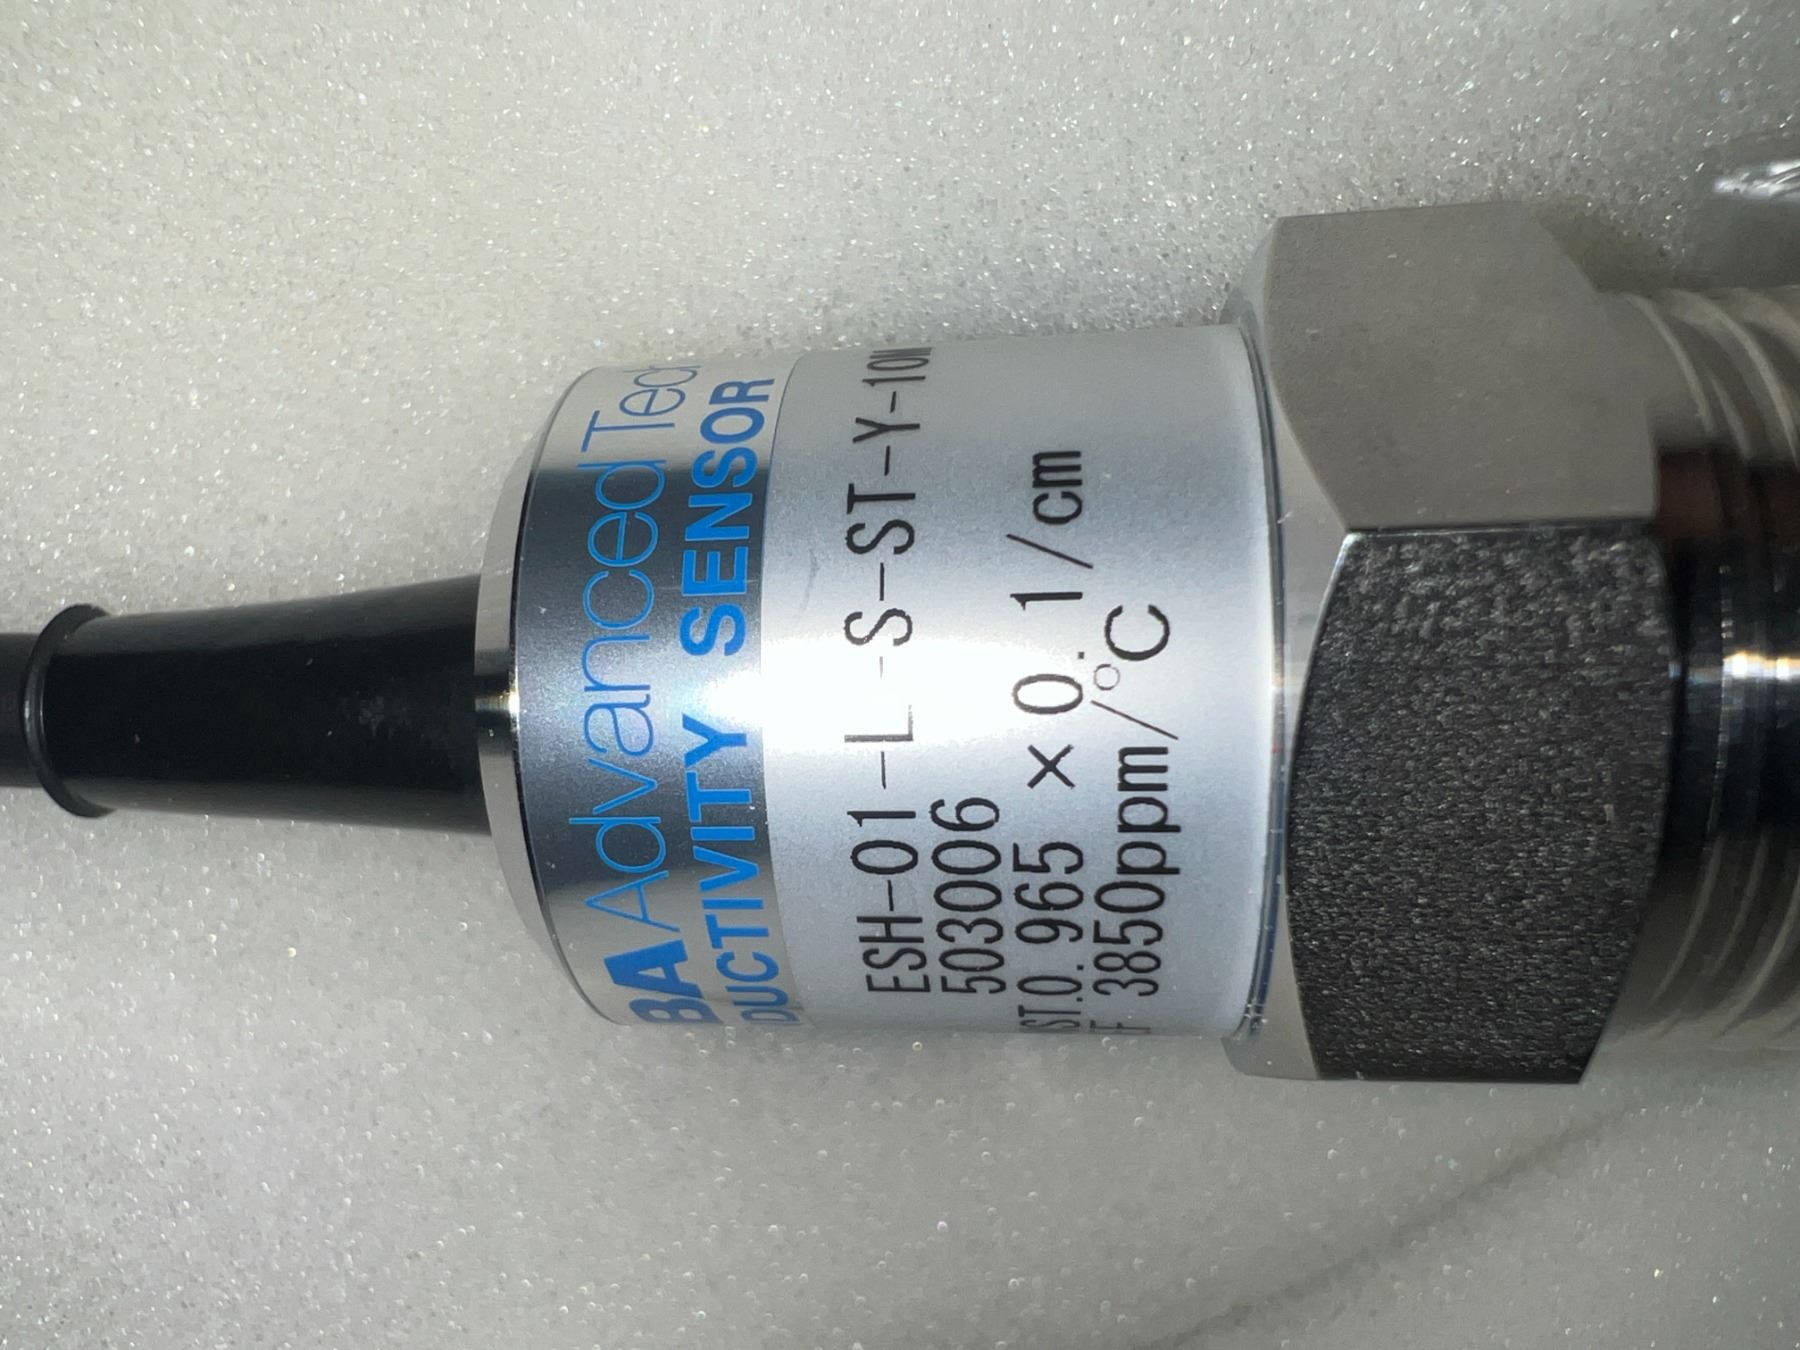 BA Advanced Tec
DUCTIVITY SENSOR
ESH-01-L-S-ST-Y-10M
503006
ST.0.965 × 0.1/cm
F 3850ppm/°C